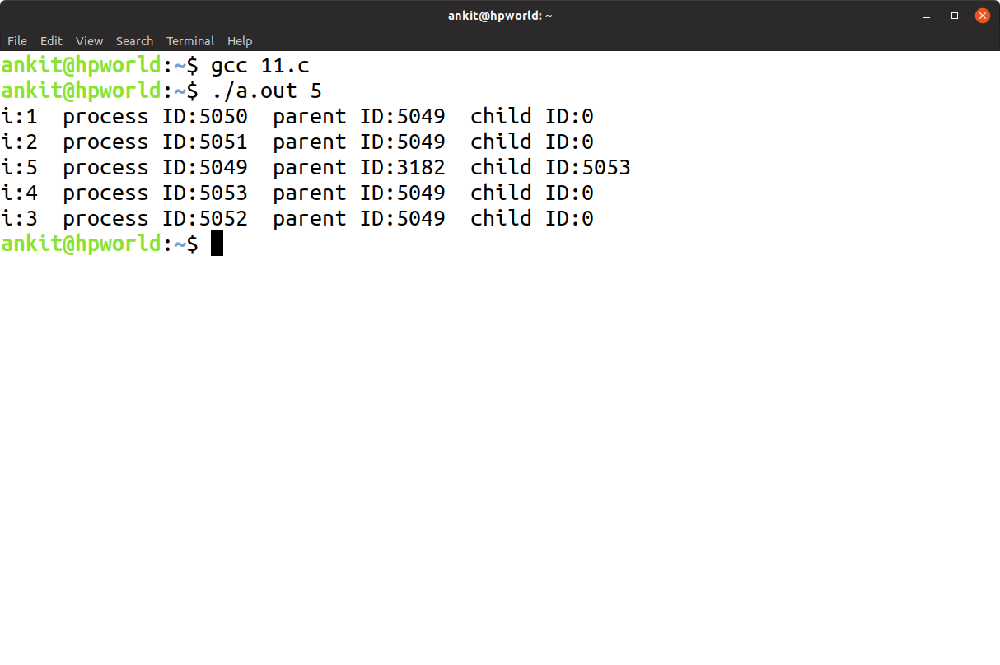 ankit@hpworld: ~
File Edit View Search Terminal Help
ankit@hpworld:~$ gcc 11.c
ankit@hpworld:~$ ./a.out 5
i:1  process ID:5050  parent ID:5049  child ID:0
i:2  process ID:5051  parent ID:5049  child ID:0
i:5  process ID:5049  parent ID:3182  child ID:5053
i:4  process ID:5053  parent ID:5049  child ID:0
i:3  process ID:5052  parent ID:5049  child ID:0
ankit@hpworld:~$